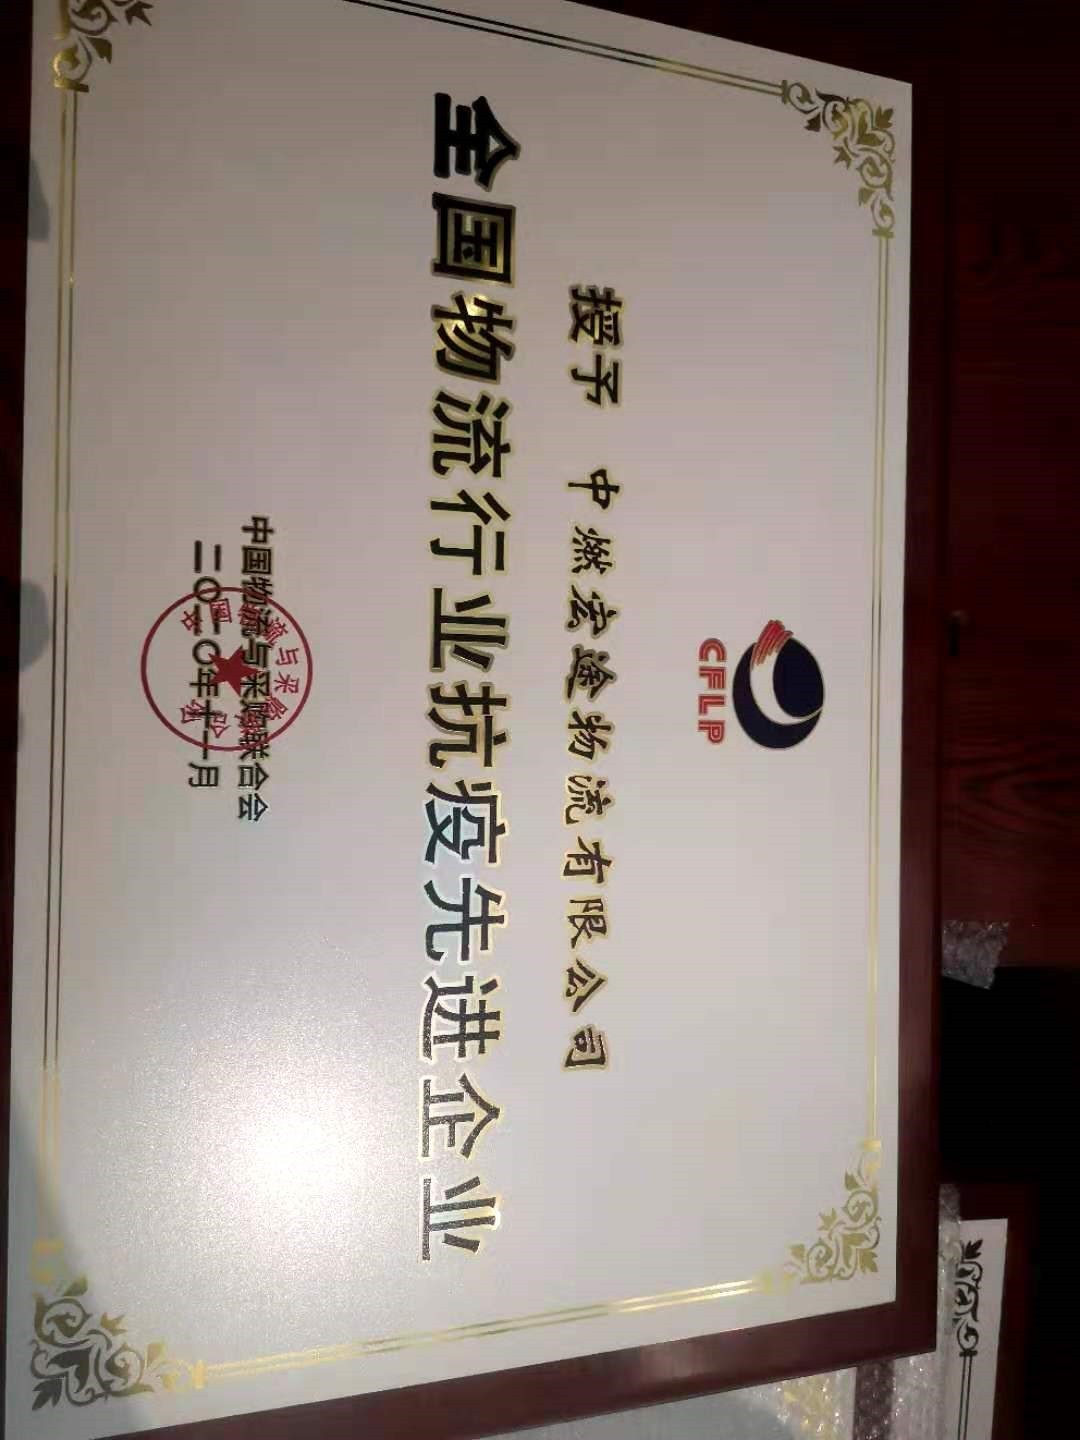 CFLP
授予 中燃宏途物流有限公司
全国物流行业抗疫先进企业
中国物流与采购联合会
二〇二〇年十一月